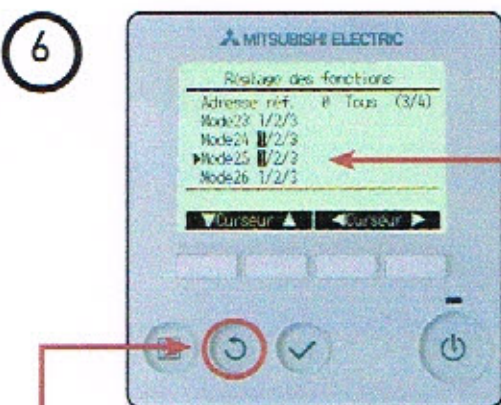 6
MITSUBISHI ELECTRIC
Réglage des fonctions
Adresse réf. 0 Tous (3/4)
Mode23 1/2/3
Mode24 1/2/3
▶Mode25 1/2/3
Mode26 1/2/3
▼Curseur▲ ◀Curseur▶